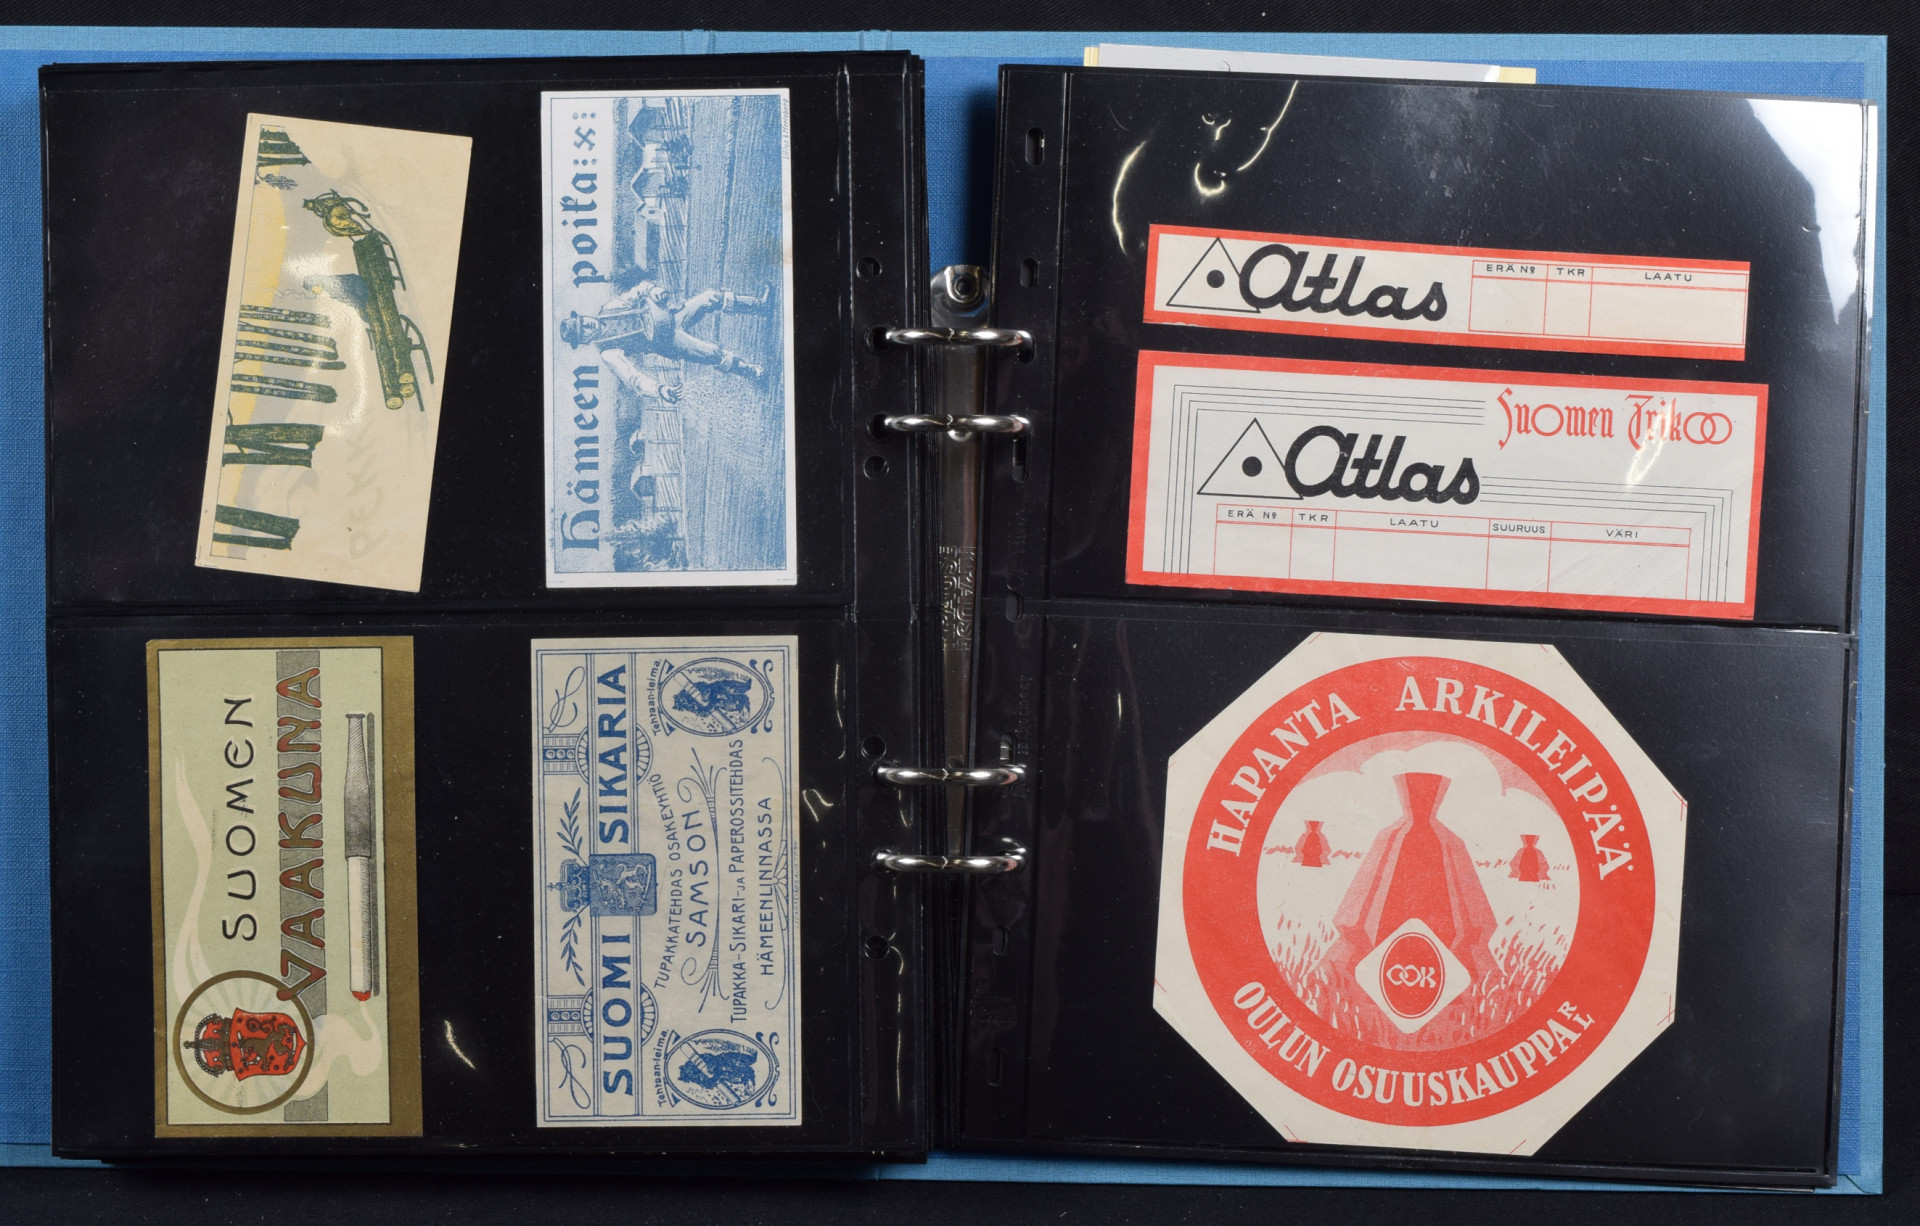 Hämeen poika:
SUOMEN
VAAKUNA
SUOMI SIKARIA
Tehtaan-leima
Tehtaan-leima
TUPAKKATEHDAS OSAKEYHTIÖ
SAMSON
TUPAKKA-SIKARI-JA PAPEROSSITEHDAS
HÄMEENLINNASSA
Atlas
ERÄ Nº TKR LAATU
Suomen Trikoo
Atlas
ERÄ Nº TKR LAATU SUURUUS VÄRI
HAPANTA ARKILEIPÄÄ
OOK
OULUN OSUUSKAUPPA R L